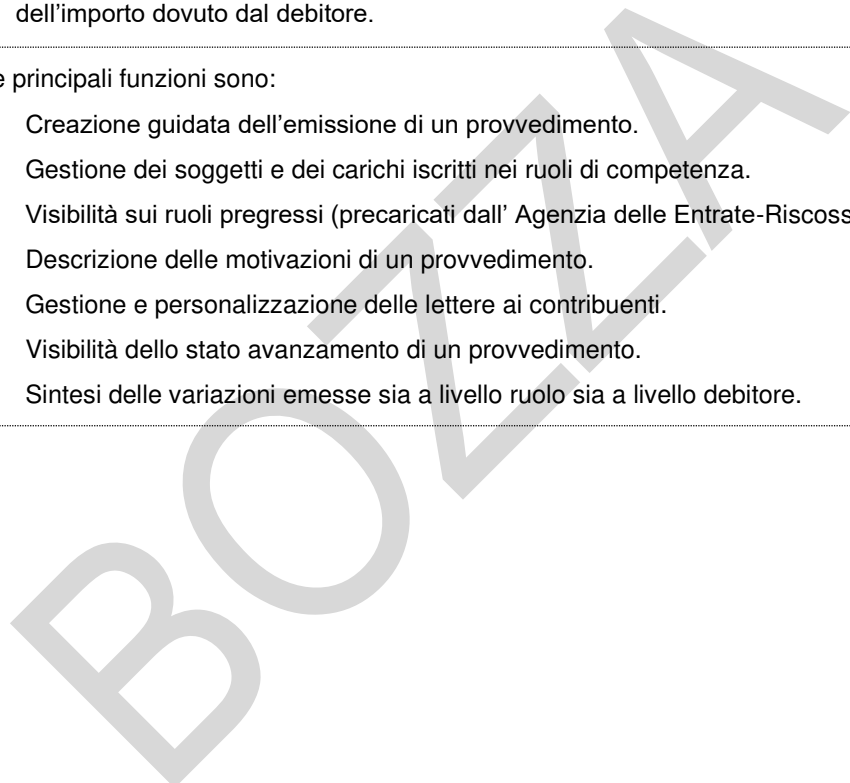 dell'importo dovuto dal debitore.
e principali funzioni sono:
Creazione guidata dell'emissione di un provvedimento.
Gestione dei soggetti e dei carichi iscritti nei ruoli di competenza.
Visibilità sui ruoli pregressi (precaricati dall' Agenzia delle Entrate-Riscoss
Descrizione delle motivazioni di un provvedimento.
Gestione e personalizzazione delle lettere ai contribuenti.
Visibilità dello stato avanzamento di un provvedimento.
Sintesi delle variazioni emesse sia a livello ruolo sia a livello debitore.
BOZZA